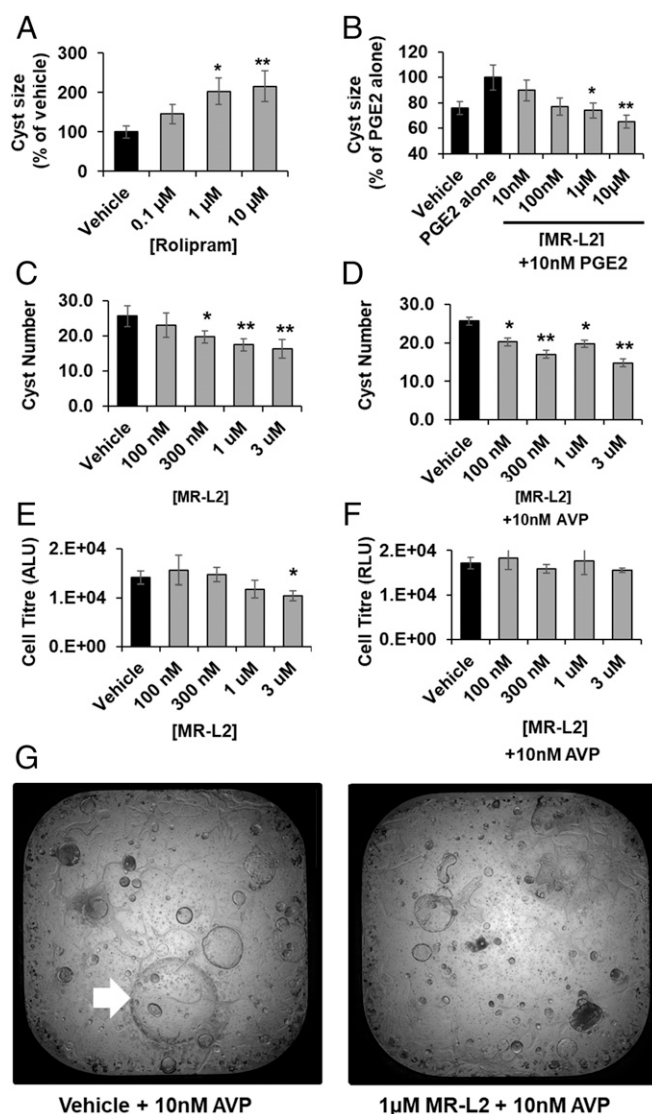 A
Cyst size
(% of vehicle)
300
200
100
0
*
**
Vehicle
0.1 µM
1 µM
10 µM
[Rolipram]
B
Cyst size
(% of PGE2 alone)
120
100
80
60
40
*
**
Vehicle
PGE2 alone
10nM
100nM
1µM
10µM
[MR-L2]
+10nM PGE2
C
Cyst Number
30.0
20.0
10.0
0.0
*
**
**
Vehicle
100 nM
300 nM
1 uM
3 uM
[MR-L2]
D
Cyst Number
30.0
20.0
10.0
0.0
*
**
*
**
Vehicle
100 nM
300 nM
1 uM
3 uM
[MR-L2]
+10nM AVP
E
Cell Titre (ALU)
2.E+04
1.E+04
0.E+00
*
Vehicle
100 nM
300 nM
1 uM
3 uM
[MR-L2]
F
Cell Titre (RLU)
2.E+04
1.E+04
0.E+00
Vehicle
100 nM
300 nM
1 uM
3 uM
[MR-L2]
+10nM AVP
G
Vehicle + 10nM AVP
1µM MR-L2 + 10nM AVP